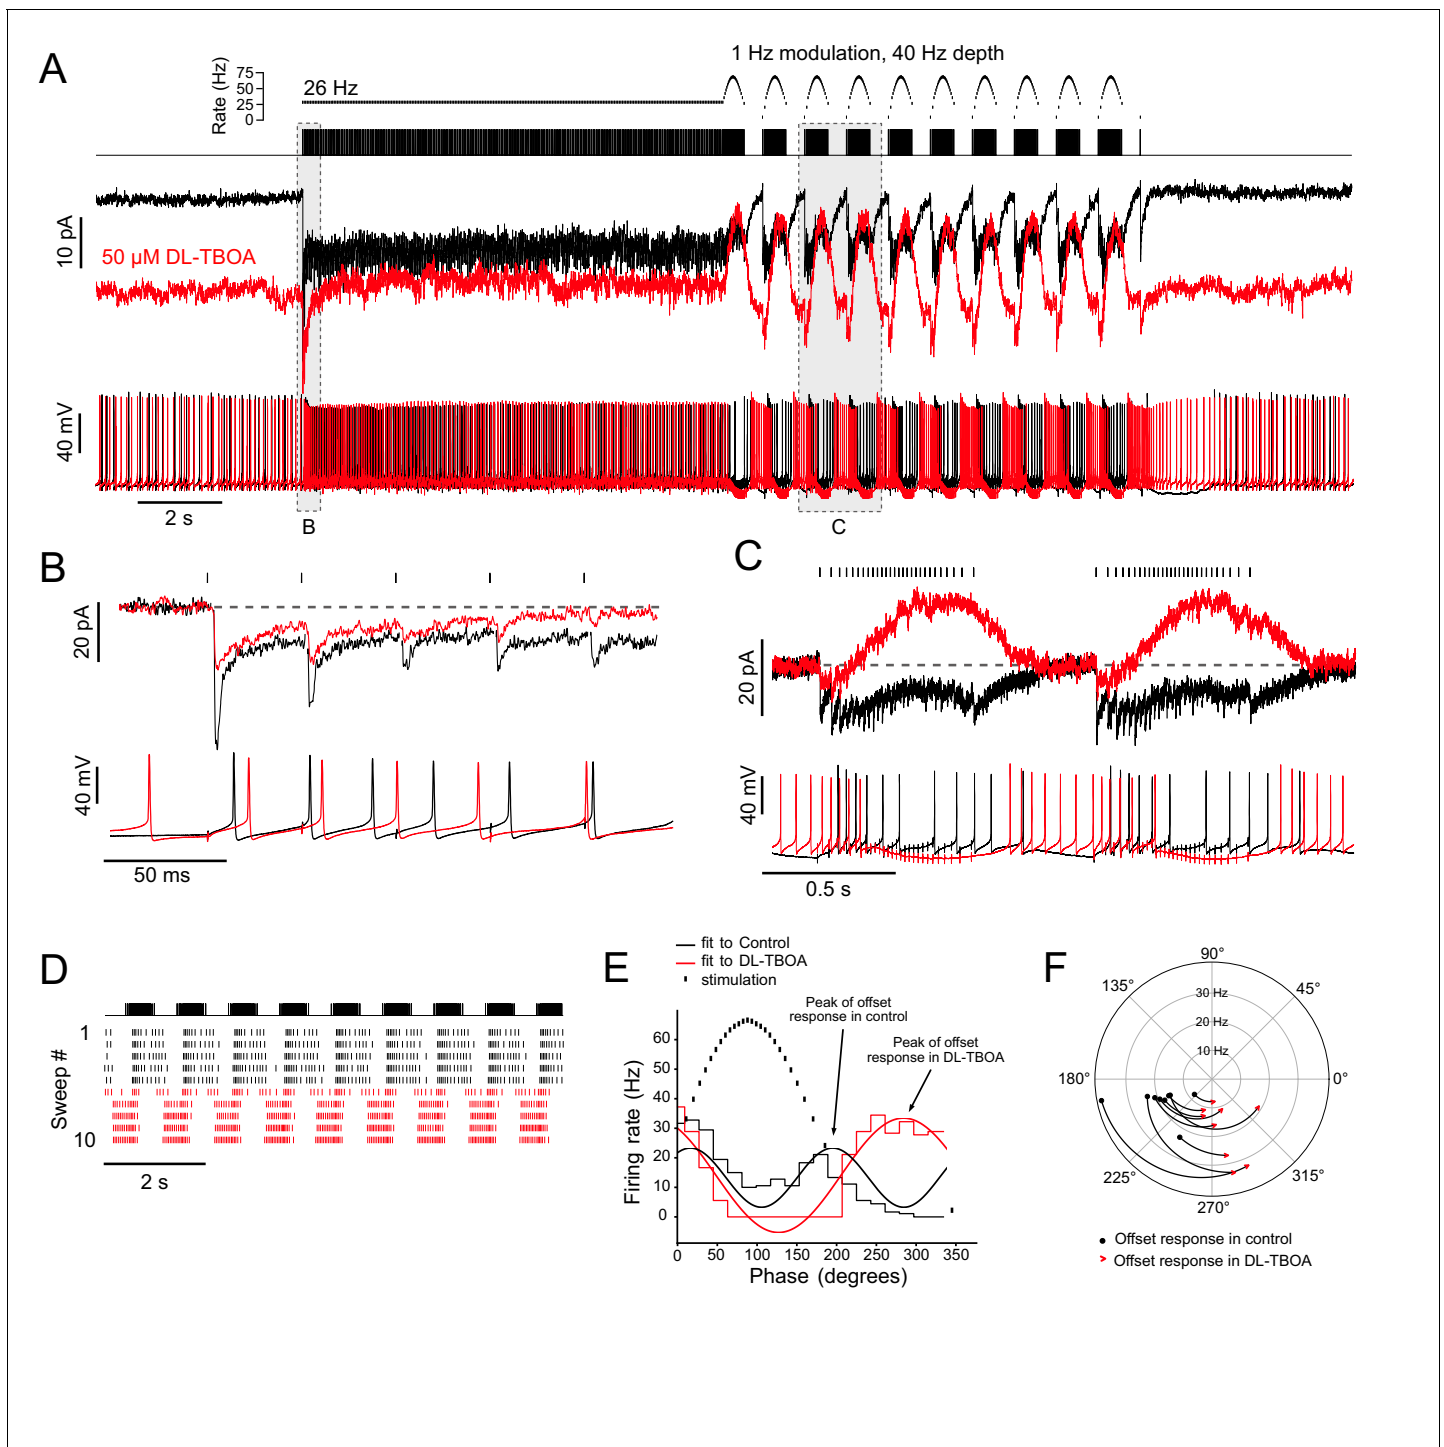 A
1 Hz modulation, 40 Hz depth
Rate (Hz)
75
50
25
0
26 Hz
10 pA
50 µM DL-TBOA
40 mV
2 s
B
C
B
20 pA
40 mV
50 ms
C
20 pA
40 mV
0.5 s
D
Sweep #
1
10
2 s
E
fit to Control
fit to DL-TBOA
stimulation
Peak of offset
response in control
Peak of offset
response in DL-TBOA
Firing rate (Hz)
60
50
40
30
20
10
0
0
50
100
150
200
250
300
350
Phase (degrees)
F
90°
135°
45°
30 Hz
20 Hz
10 Hz
180°
0°
225°
315°
270°
Offset response in control
Offset response in DL-TBOA